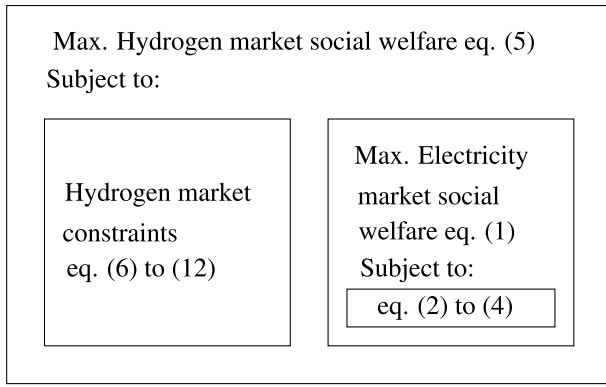 Max. Hydrogen market social welfare eq. (5)
Subject to:
Hydrogen market
constraints
eq. (6) to (12)
Max. Electricity
market social
welfare eq. (1)
Subject to:
eq. (2) to (4)